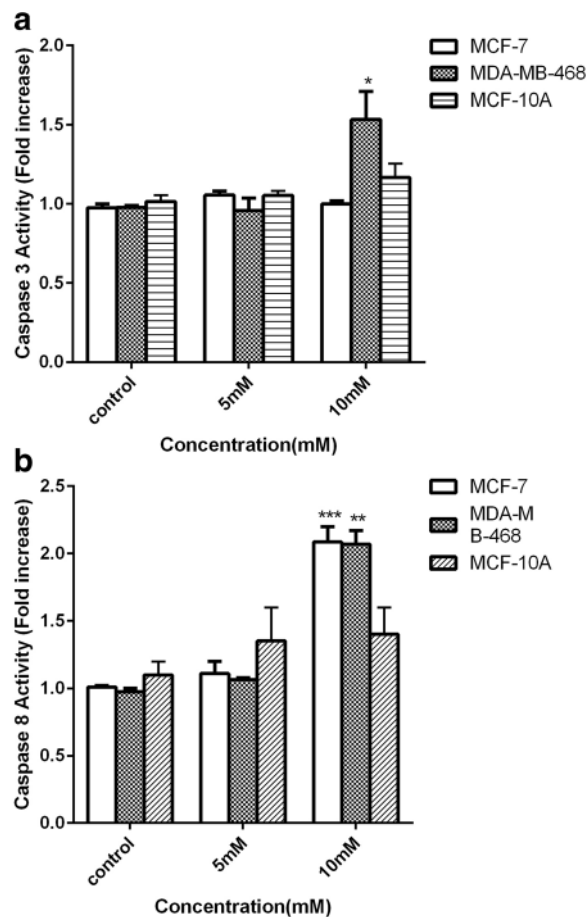 a
Caspase 3 Activity (Fold increase)
2.0
1.5
1.0
0.5
0.0
*
MCF-7
MDA-MB-468
MCF-10A
control
5mM
10mM
Concentration(mM)
b
Caspase 8 Activity (Fold increase)
2.5
2.0
1.5
1.0
0.5
0.0
***
**
MCF-7
MDA-M
B-468
MCF-10A
control
5mM
10mM
Concentration(mM)